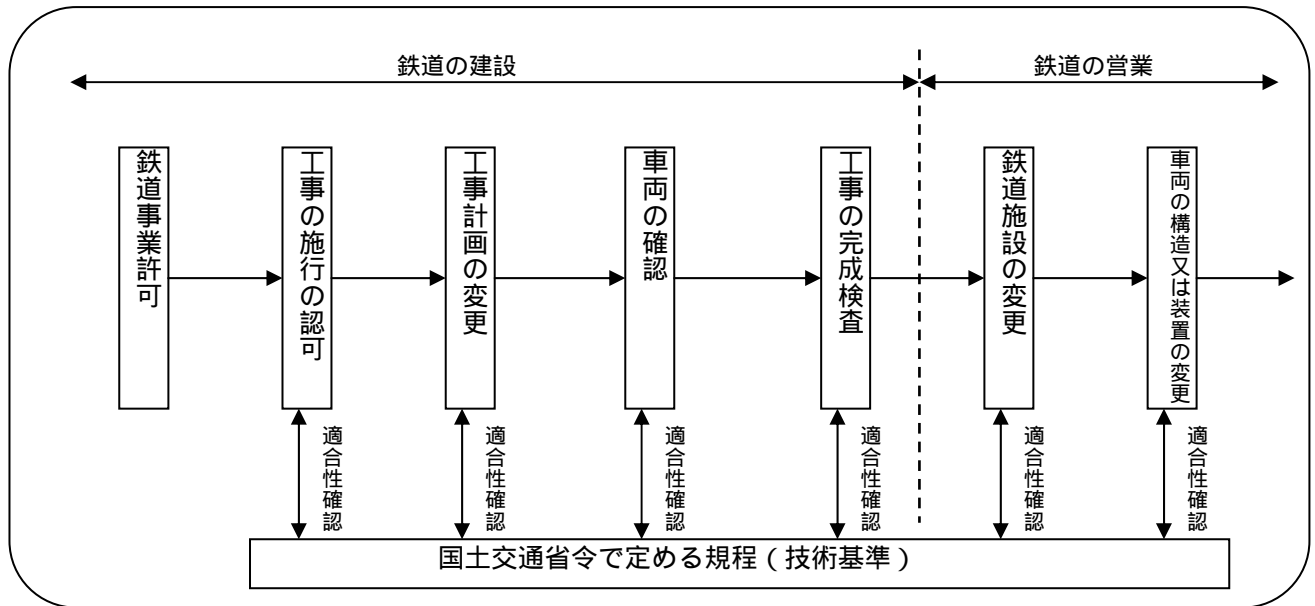 鉄道の建設
鉄道の営業
鉄道事業許可
工事の施行の認可
工事計画の変更
車両の確認
工事の完成検査
鉄道施設の変更
車両の構造又は装置の変更
適合性確認
適合性確認
適合性確認
適合性確認
適合性確認
適合性確認
国土交通省令で定める規程(技術基準)